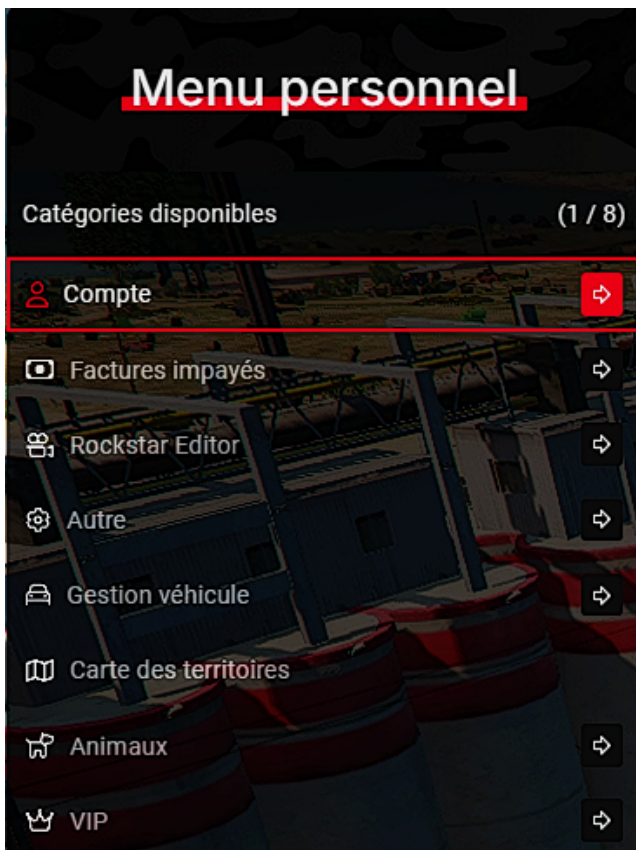 Menu personnel
Catégories disponibles (1 / 8)
Compte
Factures impayés
Rockstar Editor
Autre
Gestion véhicule
Carte des territoires
Animaux
VIP